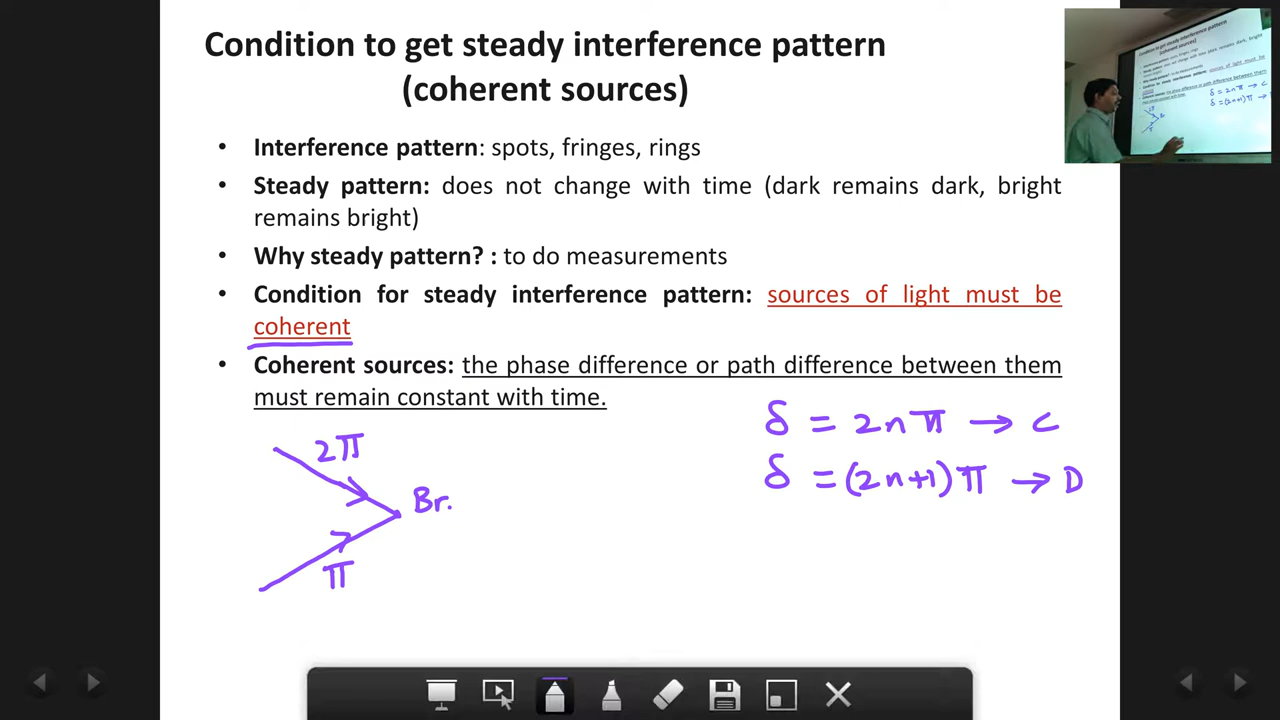 Condition to get steady interference pattern
(coherent sources)
• Interference pattern: spots, fringes, rings
• Steady pattern: does not change with time (dark remains dark, bright
remains bright)
• Why steady pattern? : to do measurements
• Condition for steady interference pattern: sources of light must be
coherent
• Coherent sources: the phase difference or path difference between them
must remain constant with time.
δ = 2nπ → C
δ = (2n+1)π → D
2π
Br.
π